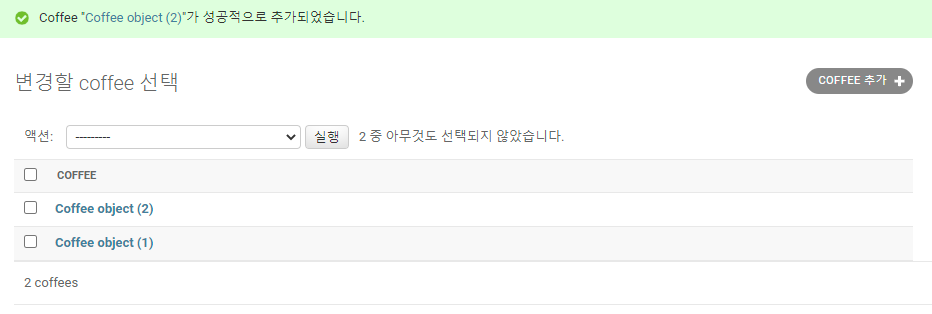 Coffee "Coffee object (2)"가 성공적으로 추가되었습니다.
변경할 coffee 선택
COFFEE 추가 +
액션: --------- 실행 2 중 아무것도 선택되지 않았습니다.
COFFEE
Coffee object (2)
Coffee object (1)
2 coffees